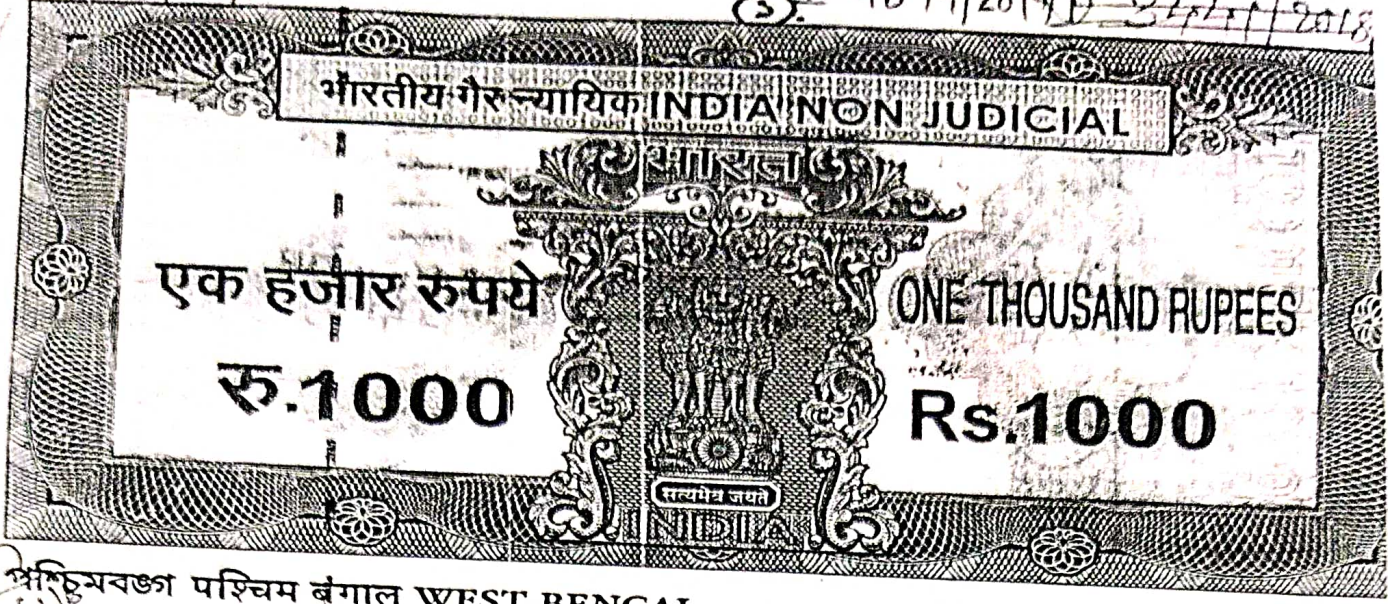 (3).
भारतीय गैर न्यायिक INDIA NON JUDICIAL
भारत
एक हजार रुपये
ONE THOUSAND RUPEES
रु.1000
Rs.1000
सत्यमेव जयते
INDIA
পশ্চিমবঙ্গ पश्चिम बंगाल WEST BENGAL